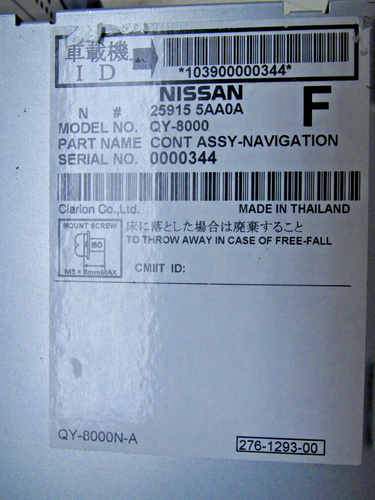 車載機
ID
*103900000344*
NISSAN
N # 25915 5AA0A
F
MODEL NO. QY-8000
PART NAME CONT ASSY-NAVIGATION
SERIAL NO. 0000344
Clarion Co.,Ltd. MADE IN THAILAND
MOUNT SCREW
ISO
M5 × 8mmMAX
床に落とした場合は廃棄すること
TO THROW AWAY IN CASE OF FREE-FALL
CMIIT ID:
QY-8000N-A
276-1293-00